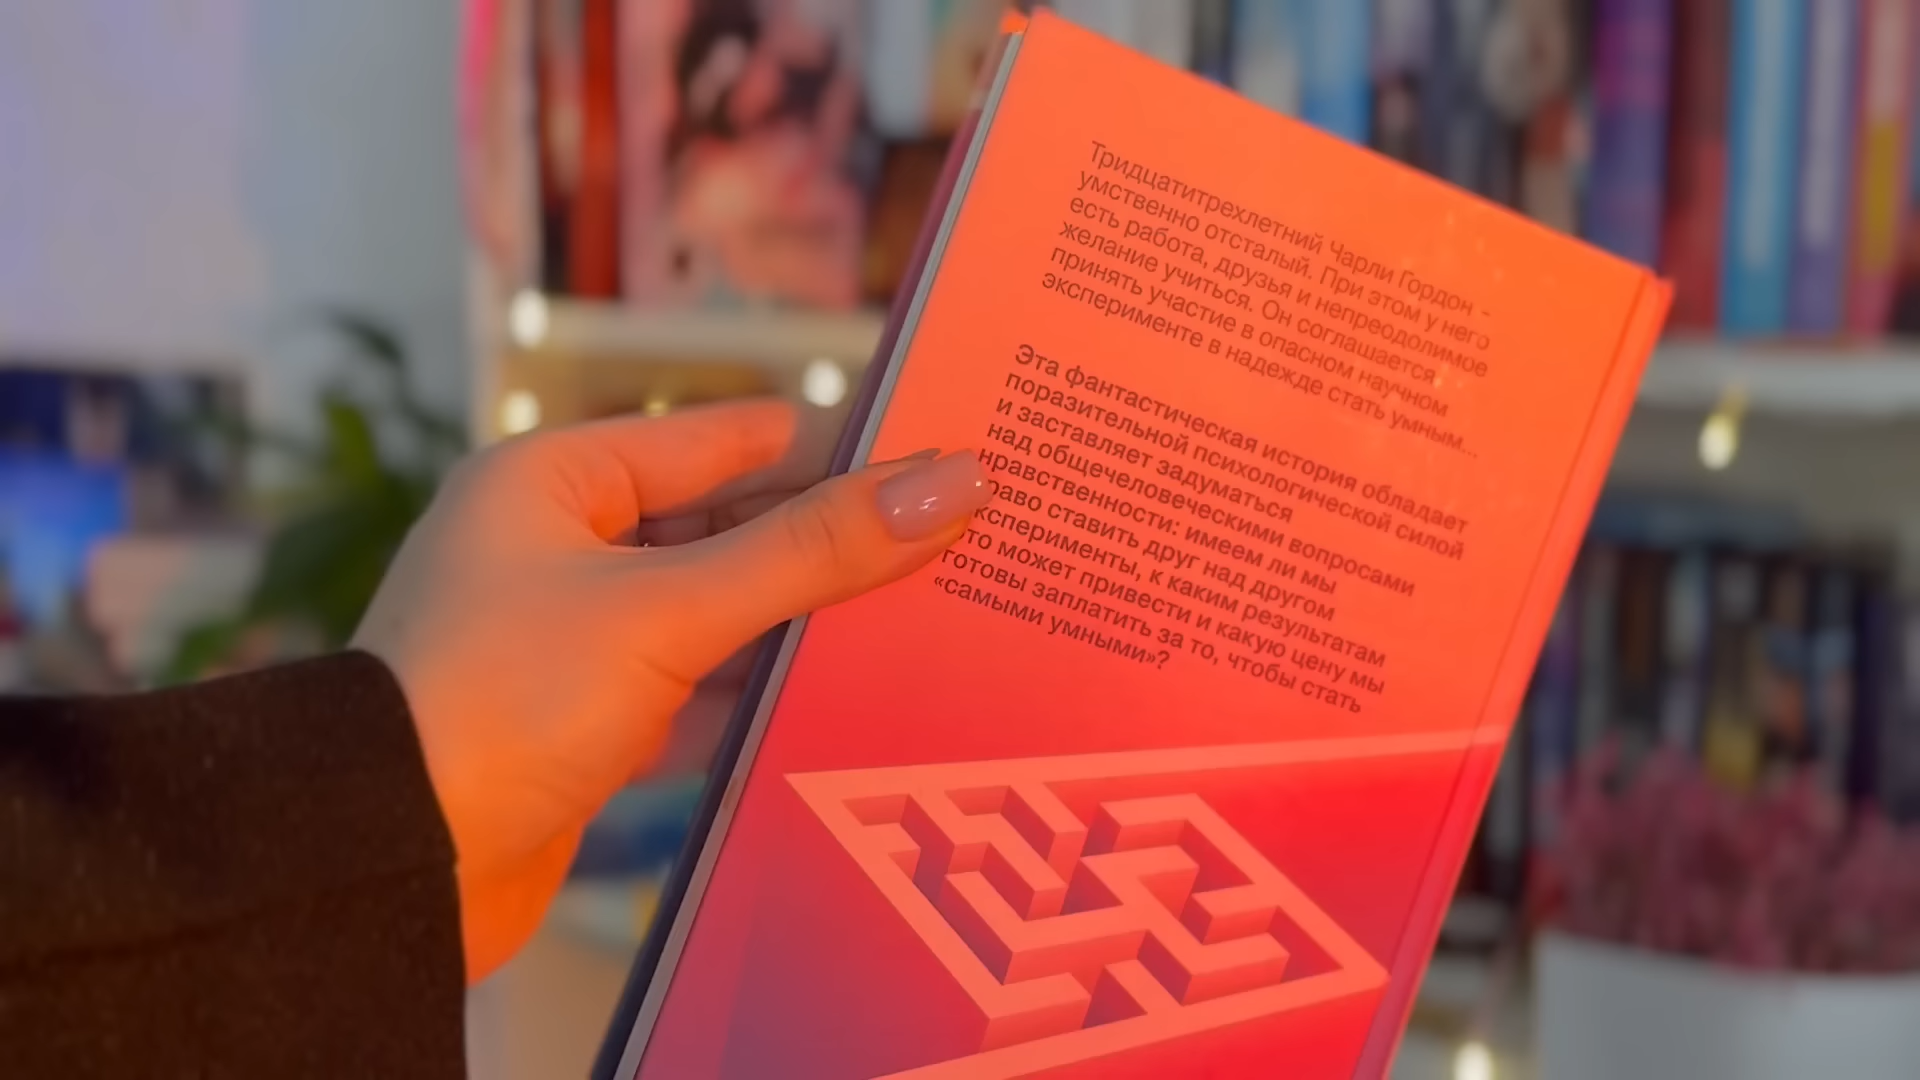 Тридцатитрехлетний Чарли Гордон -
умственно отсталый. При этом у него
есть работа, друзья и непреодолимое
желание учиться. Он соглашается
принять участие в опасном научном
эксперименте в надежде стать умным...
Эта фантастическая история обладает
поразительной психологической силой
и заставляет задуматься
над общечеловеческими вопросами
нравственности: имеем ли мы
раво ставить друг над другом
ксперименты, к каким результатам
то может привести и какую цену мы
готовы заплатить за то, чтобы стать
«самыми умными»?